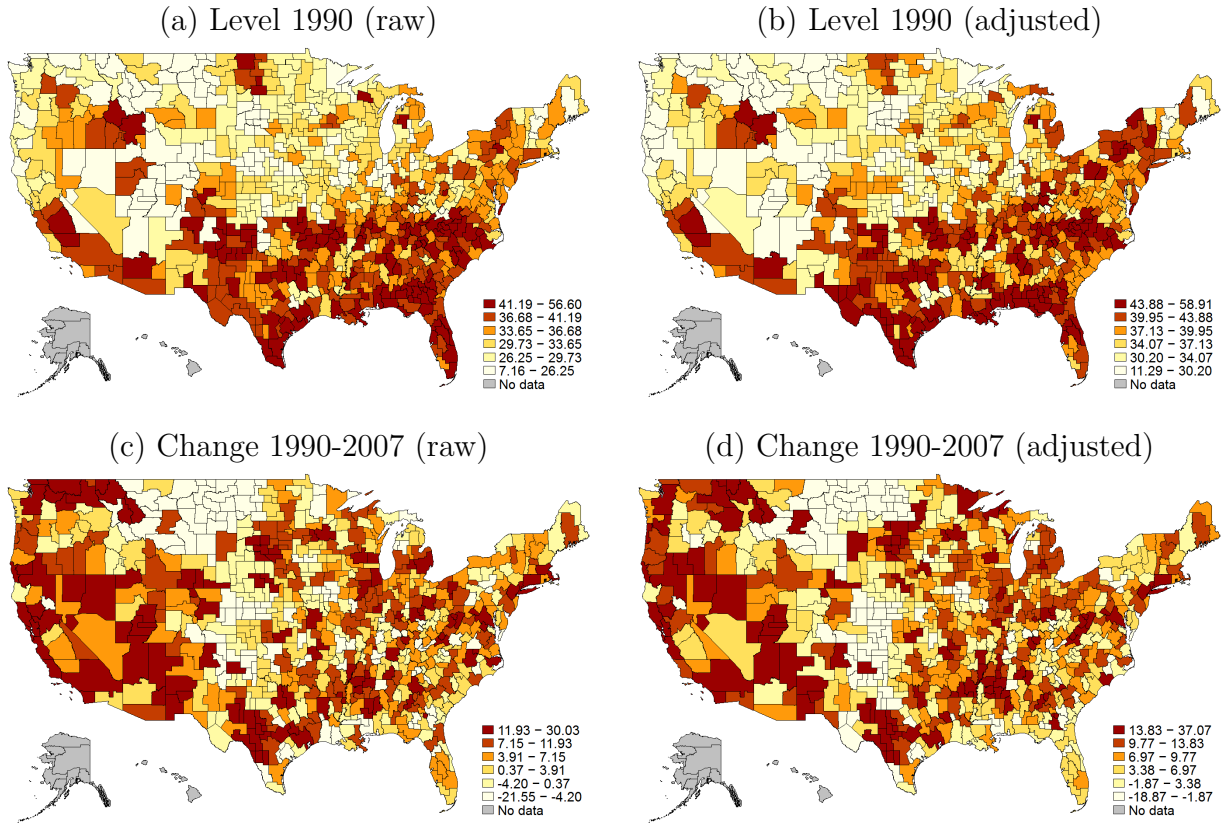 (a) Level 1990 (raw)
41.19 − 56.60
36.68 − 41.19
33.65 − 36.68
29.73 − 33.65
26.25 − 29.73
7.16 − 26.25
No data
(b) Level 1990 (adjusted)
43.88 − 58.91
39.95 − 43.88
37.13 − 39.95
34.07 − 37.13
30.20 − 34.07
11.29 − 30.20
No data
(c) Change 1990-2007 (raw)
11.93 − 30.03
7.15 − 11.93
3.91 − 7.15
0.37 − 3.91
-4.20 − 0.37
-21.55 − -4.20
No data
(d) Change 1990-2007 (adjusted)
13.83 − 37.07
9.77 − 13.83
6.97 − 9.77
3.38 − 6.97
-1.87 − 3.38
-18.87 − -1.87
No data